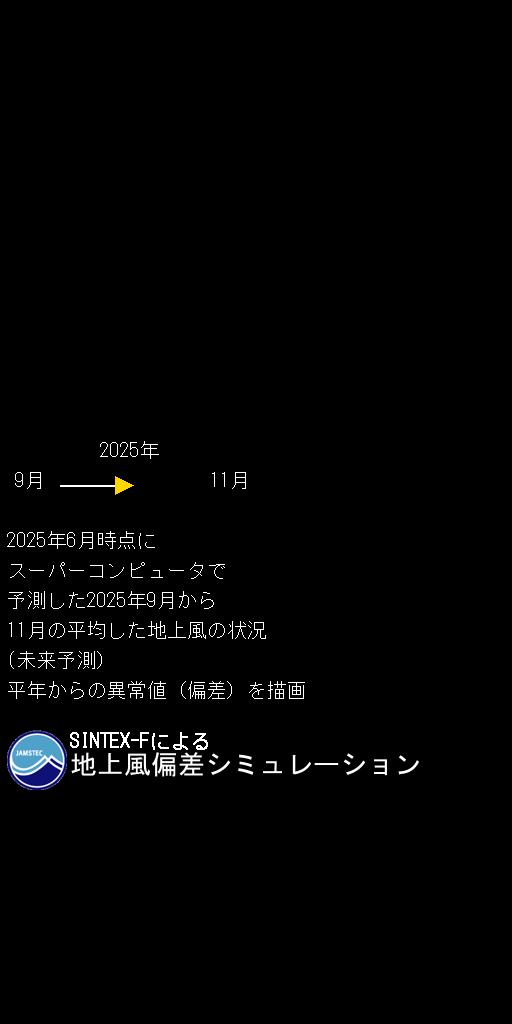 2025年
9月 11月
2025年6月時点に
スーパーコンピュータで
予測した2025年9月から
11月の平均した地上風の状況
(未来予測)
平年からの異常値（偏差）を描画
SINTEX-Fによる
JAMSTEC
地上風偏差シミュレーション